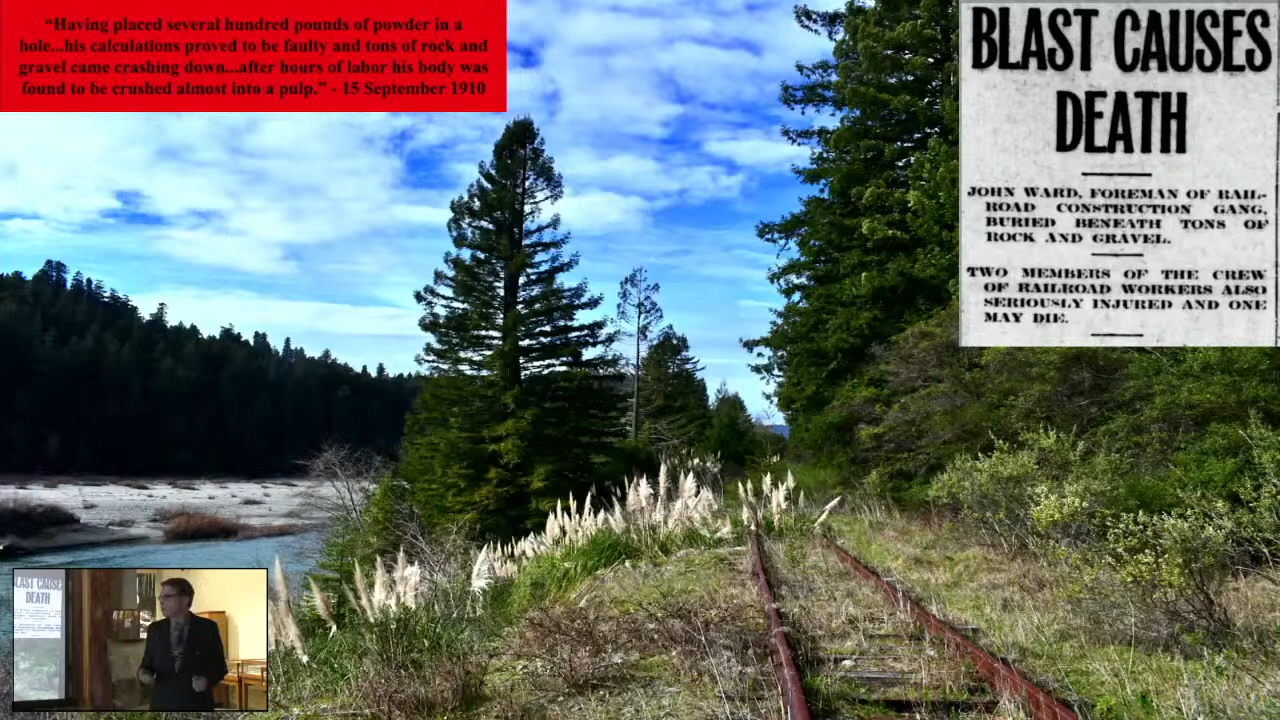 “Having placed several hundred pounds of powder in a
hole...his calculations proved to be faulty and tons of rock and
gravel came crashing down...after hours of labor his body was
found to be crushed almost into a pulp.” - 15 September 1910
BLAST CAUSES
DEATH
JOHN WARD, FOREMAN OF RAIL-
ROAD CONSTRUCTION GANG,
BURIED BENEATH TONS OF
ROCK AND GRAVEL.
TWO MEMBERS OF THE CREW
OF RAILROAD WORKERS ALSO
SERIOUSLY INJURED AND ONE
MAY DIE.
LAST CAUSES
DEATH